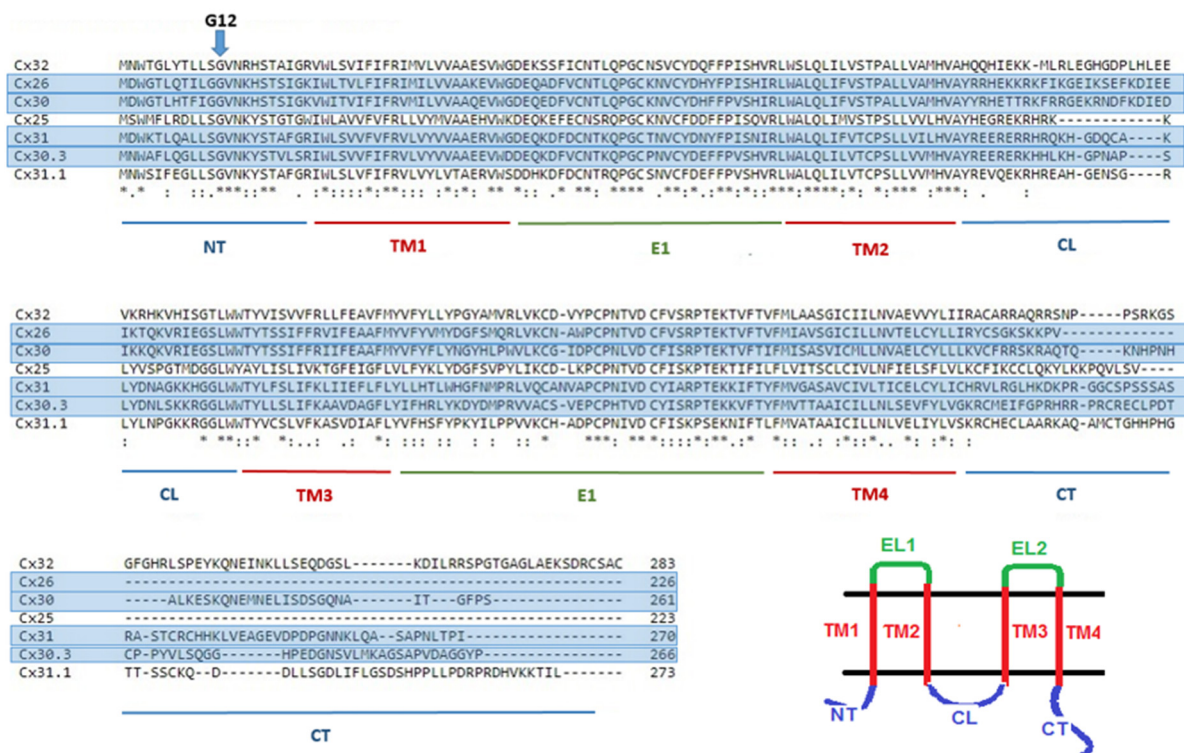 G12
Cx32 MNWTGLYTLLSGVNRHSTAIGRVWLSVIFIFRIMVLVVAAESVWGDEKSSFICNTLQPGCNSVCYDQFFPISHVRLWSLQLILVSTPALLVAMHVAHQQHIEKK-MLRLEGHGDPLHLEE
Cx26 MDWGTLQTILGGVNKHSTSIGKIWLTVLFIFRIMILVVAAKEVWGDEQADFVCNTLQPGCKNVCYDHYFPISHIRLWALQLIFVSTPALLVAMHVAYRRHEKKRKFIKGEIKSEFKDIEE
Cx30 MDWGTLHTFIGGVNKHSTSIGKVWITVIFIFRVMILVVAAQEVWGDEQEDFVCNTLQPGCKNVCYDHFFPVSHIRLWALQLIFVSTPALLVAMHVAYYRHETTRKFRRGEKRNDFKDIED
Cx25 MSWMFLRDLLSGVNKYSTGTGWIWLAVVFVFRLLVYMVAAEHVWKDEQKEFECNSRQPGCKNVCFDDFFPISQVRLWALQLIMVSTPSLLVVLHVAYHEGREKRHRK-----------K
Cx31 MDWKTLQALLSGVNKYSTAFGRIWLSVVFVFRVLVYVVAAERVWGDEQKDFDCNTKQPGCTNVCYDNYFPISNIRLWALQLIFVTCPSLLVILHVAYREERERRHRQKH-GDQCA----K
Cx30.3 MNWAFLQGLLSGVNKYSTVLSRIWLSVVFIFRVLVYVVAAEEVWDDEQKDFVCNTKQPGCPNVCYDEFFPVSHVRLWALQLILVTCPSLLVVMHVAYREERERKHHLKH-GPNAP----S
Cx31.1 MNWSIFEGLLSGVNKYSTAFGRIWLSLVFIFRVLVYLVTAERVWSDDHKDFDCNTRQPGCSNVCFDEFFPVSHVRLWALQLILVTCPSLLVVMHVAYREVQEKRHREAH-GENSG----R
NT TM1 E1 TM2 CL
Cx32 VKRHKVHISGTLWWTYVISVVFRLLFEAVFMYVFYLLYPGYAMVRLVKCD-VYPCPNTVDCFVSRPTEKTVFTVFMLAASGICIILNVAEVVYLIIRACARRAQRRSNP-----PSRKGS
Cx26 IKTQKVRIEGSLWWTYTSSIFFRVIFEAAFMYVFYVMYDGFSMQRLVKCN-AWPCPNTVDCFVSRPTEKTVFTVFMIAVSGICILLNVTELCYLLIRYCSGKSKKPV-------------
Cx30 IKKQKVRIEGSLWWTYTSSIFFRIIFEAAFMYVFYFLYNGYHLPWVLKCG-IDPCPNLVDCFISRPTEKTVFTIFMISASVICMLLNVAELCYLLLKVCFRRSKRAQTQ-----KNHPNH
Cx25 LYVSPGTMDGGLWYAYLISLIVKTGFEIGFLVLFYKLYDGFSVPYLIKCD-LKPCPNTVDCFISKPTEKTIFILFLVITSCLCIVLNFIELSFLVLKCFIKCCLQKYLKKPQVLSV----
Cx31 LYDNAGKKHGGLWWTYLFSLIFKLIIEFLFLYLLHTLWHGFNMPRLVQCANVAPCPNIVDCYIARPTEKKIFTYFMVGASAVCIVLTICELCYLICHRVLRGLHKDKPR-GGCSPSSSAS
Cx30.3 LYDNLSKKRGGLWWTYLLSLIFKAAVDAGFLYIFHRLYKDYDMPRVVACS-VEPCPHTVDCYISRPTEKKVFTYFMVTTAAICILLNLSEVFYLVGKRCMEIFGPRHRR-PRCRECLPDT
Cx31.1 LYLNPGKKRGGLWWTYVCSLVFKASVDIAFLYVFHSFYPKYILPPVVKCH-ADPCPNIVDCFISKPSEKNIFTLFMVATAAICILLNLVELIYLVSKRCHECLAARKAQ-AMCTGHHPHG
CL TM3 E1 TM4 CT
Cx32 GFGHRLSPEYKQNEINKLLSEQDGSL-------KDILRRSPGTGAGLAEKSDRCSAC 283
Cx26 --------------------------------------------------------- 226
Cx30 -----ALKESKQNEMNELISDSGQNA-------IT---GFPS--------------- 261
Cx25 --------------------------------------------------------- 223
Cx31 RA-STCRCHHKLVEAGEVDPDPGNNKLQA--SAPNLTPI------------------ 270
Cx30.3 CP-PYVLSQGG-------HPEDGNSVLMKAGSAPVDAGGYP---------------- 266
Cx31.1 TT-SSCKQ--D-------DLLSGDLIFLGSDSHPPLLPDRPRDHVKKTIL------- 273
CT
EL1 EL2
TM1 TM2 TM3 TM4
NT CL CT